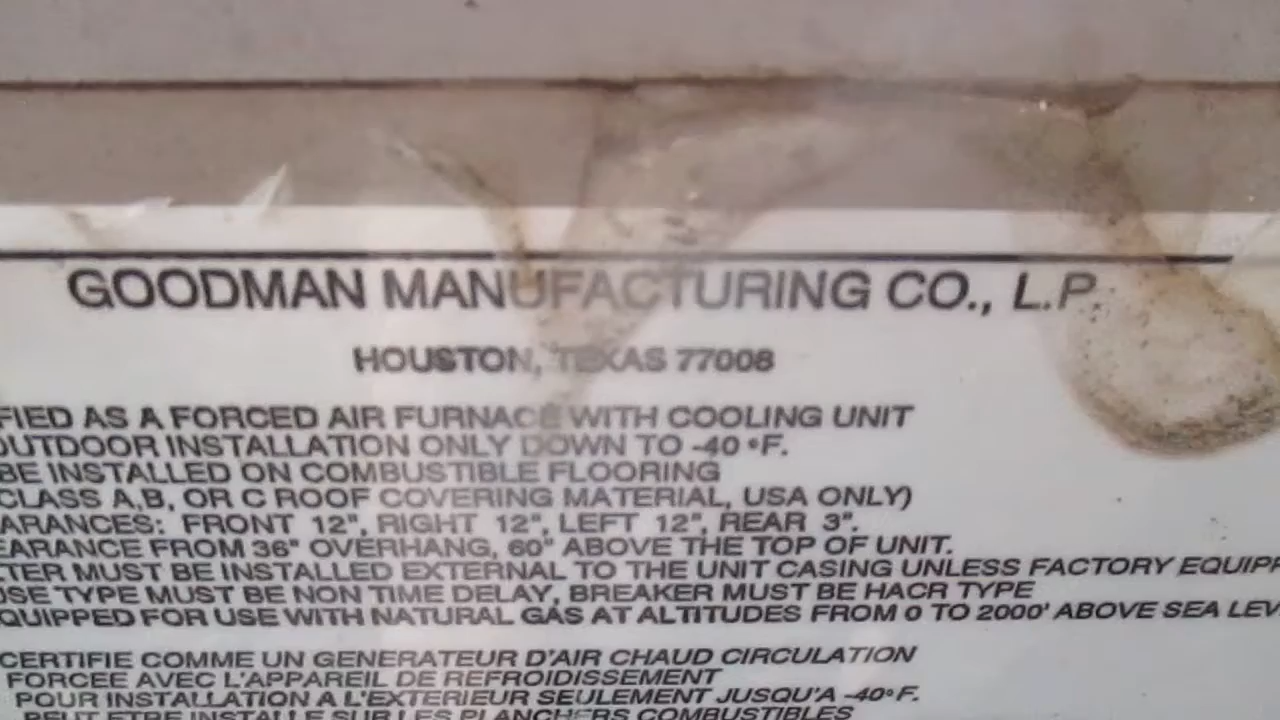 GOODMAN MANUFACTURING CO., L.P.
HOUSTON, TEXAS 77008
FIED AS A FORCED AIR FURNACE WITH COOLING UNIT
OUTDOOR INSTALLATION ONLY DOWN TO -40 °F.
BE INSTALLED ON COMBUSTIBLE FLOORING
CLASS A,B, OR C ROOF COVERING MATERIAL, USA ONLY)
ARANCES: FRONT 12", RIGHT 12", LEFT 12", REAR 3".
EARANCE FROM 36" OVERHANG, 60" ABOVE THE TOP OF UNIT.
TER MUST BE INSTALLED EXTERNAL TO THE UNIT CASING UNLESS FACTORY EQUIPP
USE TYPE MUST BE NON TIME DELAY, BREAKER MUST BE HACR TYPE
QUIPPED FOR USE WITH NATURAL GAS AT ALTITUDES FROM 0 TO 2000' ABOVE SEA LEV
CERTIFIE COMME UN GENERATEUR D'AIR CHAUD CIRCULATION
FORCEE AVEC L'APPAREIL DE REFROIDISSEMENT
POUR INSTALLATION A L'EXTERIEUR SEULEMENT JUSQU'A -40°F.
PEUT ETRE INSTALLE SUR LES PLANCHERS COMBUSTIBLES